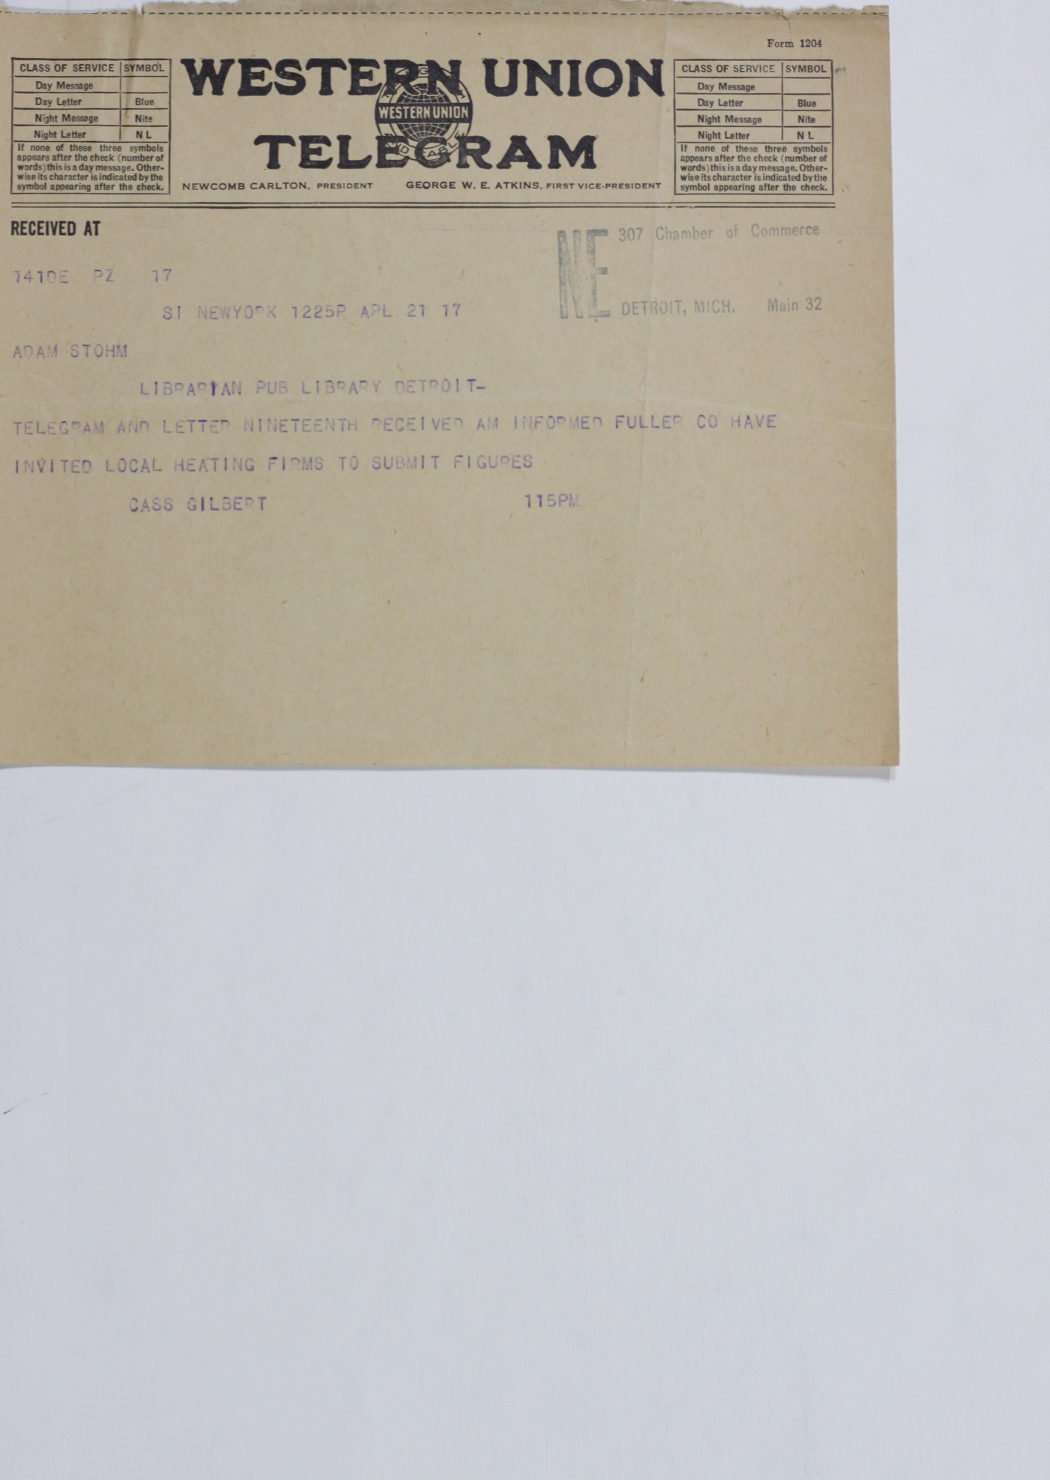 Form 1204
CLASS OF SERVICE SYMBOL
Day Message
Day Letter Blue
Night Message Nite
Night Letter N L
If none of these three symbols
appears after the check (number of
words) this is a day message. Other-
wise its character is indicated by the
symbol appearing after the check.
WESTERN UNION
WESTERN UNION
TELEGRAM
NEWCOMB CARLTON, PRESIDENT GEORGE W. E. ATKINS, FIRST VICE-PRESIDENT
CLASS OF SERVICE SYMBOL
Day Message
Day Letter Blue
Night Message Nite
Night Letter N L
If none of these three symbols
appears after the check (number of
words) this is a day message. Other-
wise its character is indicated by the
symbol appearing after the check.
RECEIVED AT
NE 307 Chamber of Commerce
DETROIT, MICH. Main 32
141DE PZ 17
SI NEWYORK 1225P APL 21 17
ADAM STOHM
LIBRARIAN PUB LIBRARY DETROIT-
TELEGRAM AND LETTER NINETEENTH RECEIVED AM INFORMED FULLER CO HAVE
INVITED LOCAL HEATING FIRMS TO SUBMIT FIGURES
CASS GILBERT 115PM